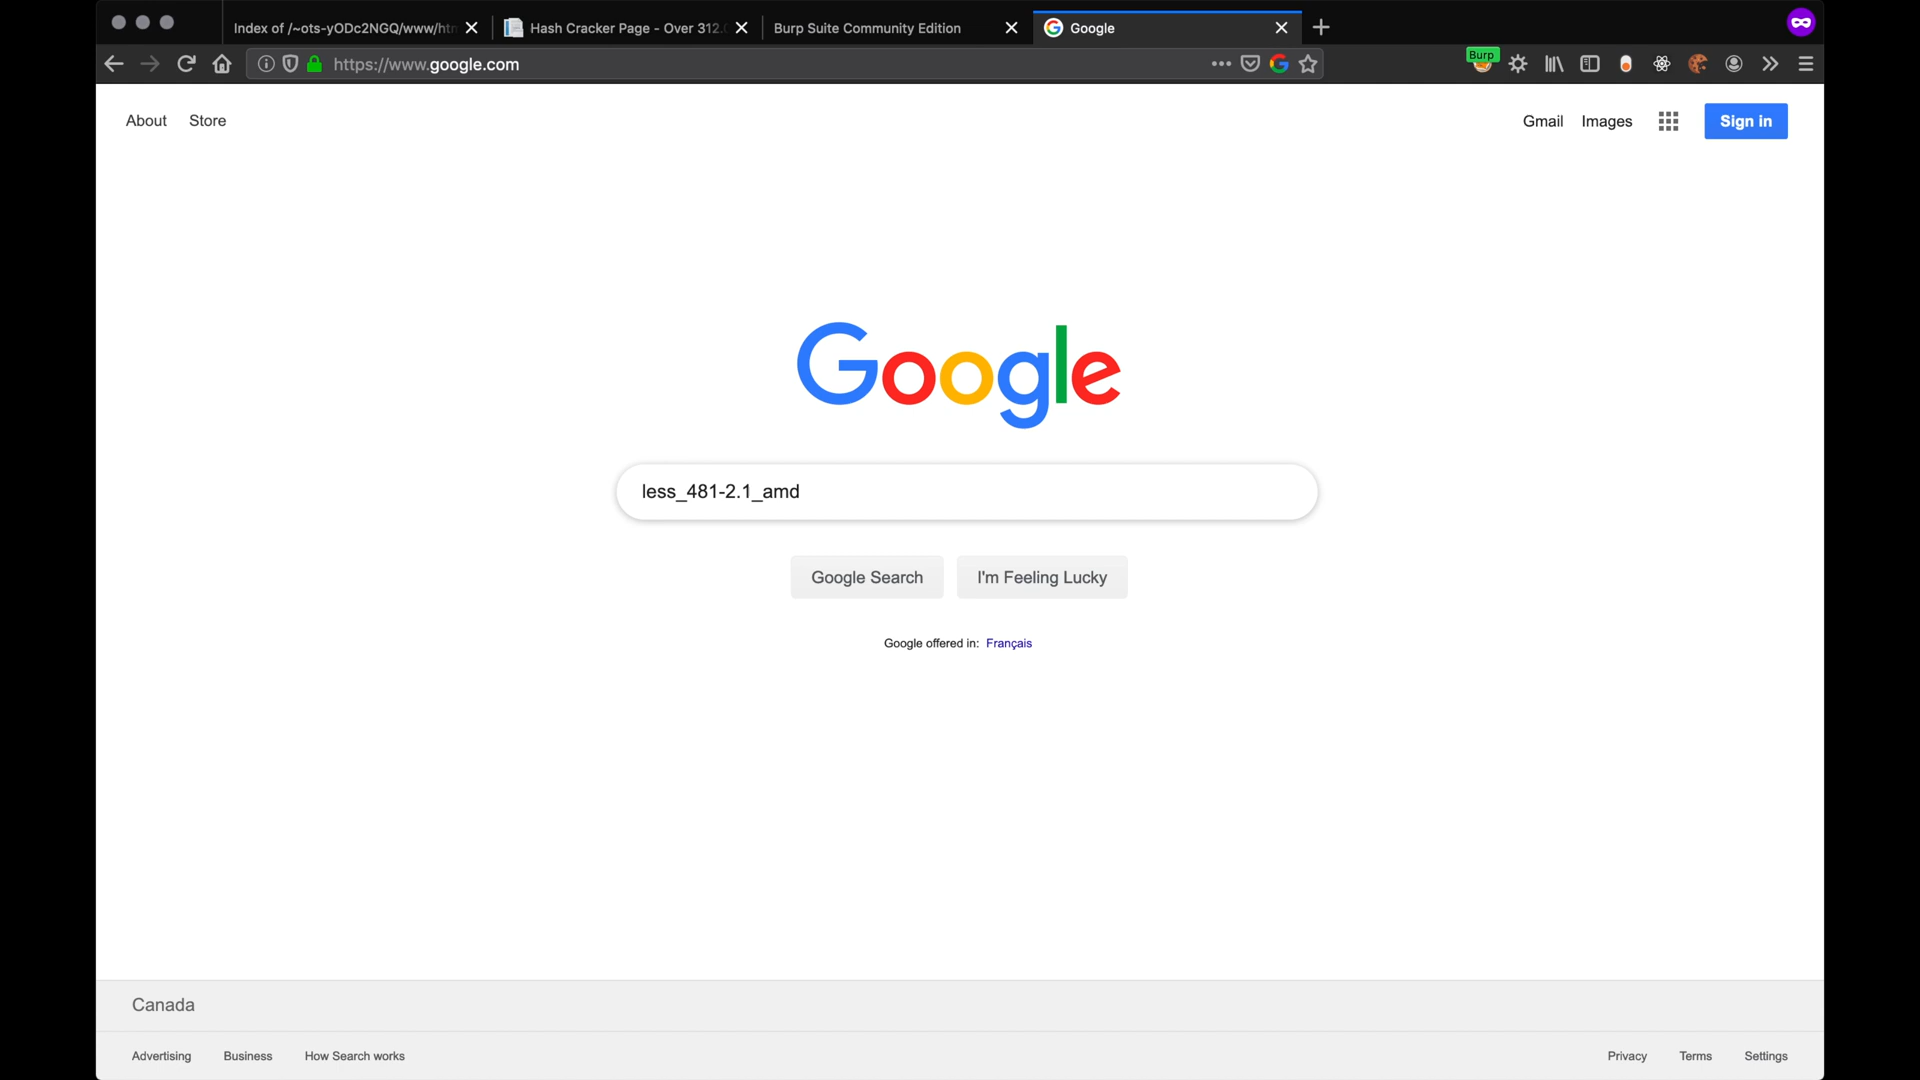 Index of /~ots-yODc2NGQ/www/htm
Hash Cracker Page - Over 312.
Burp Suite Community Edition
Google
https://www.google.com
Burp
About
Store
Gmail
Images
Sign in
Google
less_481-2.1_amd
Google Search
I'm Feeling Lucky
Google offered in: Français
Canada
Advertising
Business
How Search works
Privacy
Terms
Settings